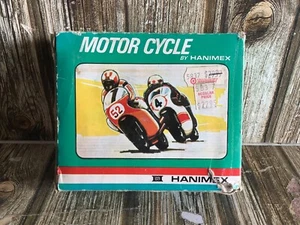 MOTOR CYCLE
BY HANIMEX
52
4
HANIMEX